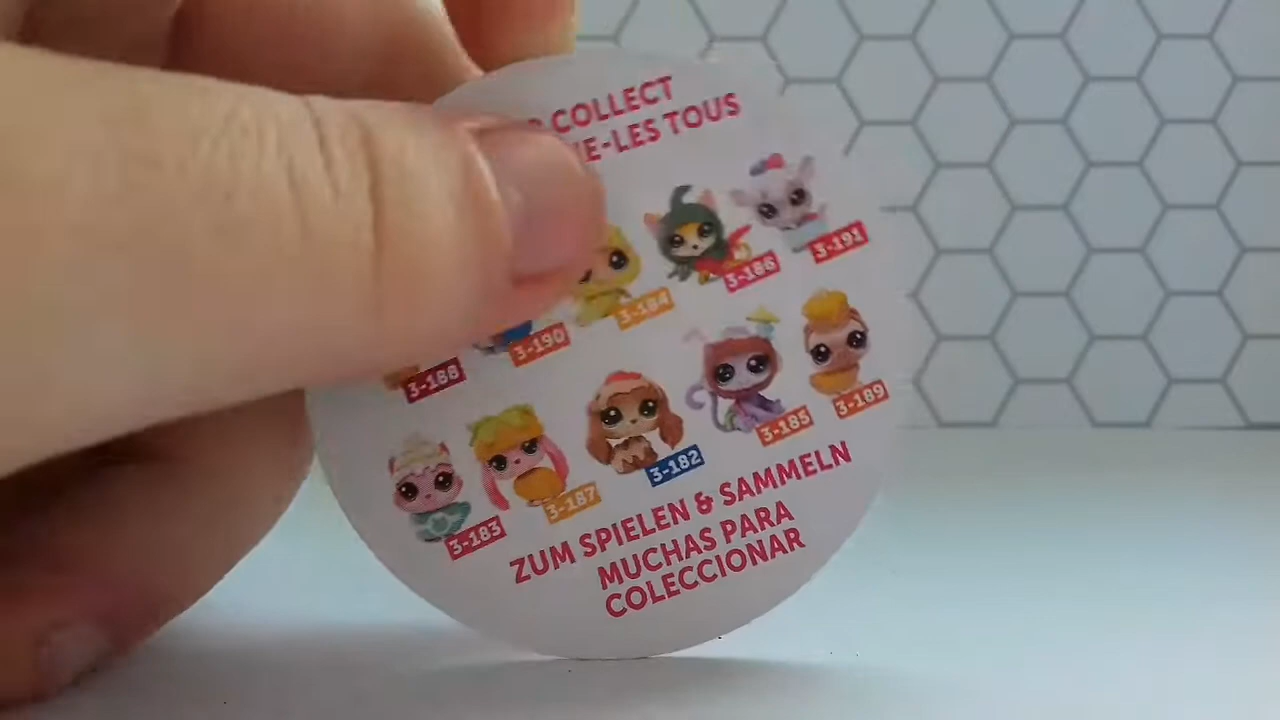 COLLECT
IE-LES TOUS
3-191
3-186
3-184
3-190
3-188
3-189
3-185
3-182
3-187
3-183
ZUM SPIELEN & SAMMELN
MUCHAS PARA
COLECCIONAR